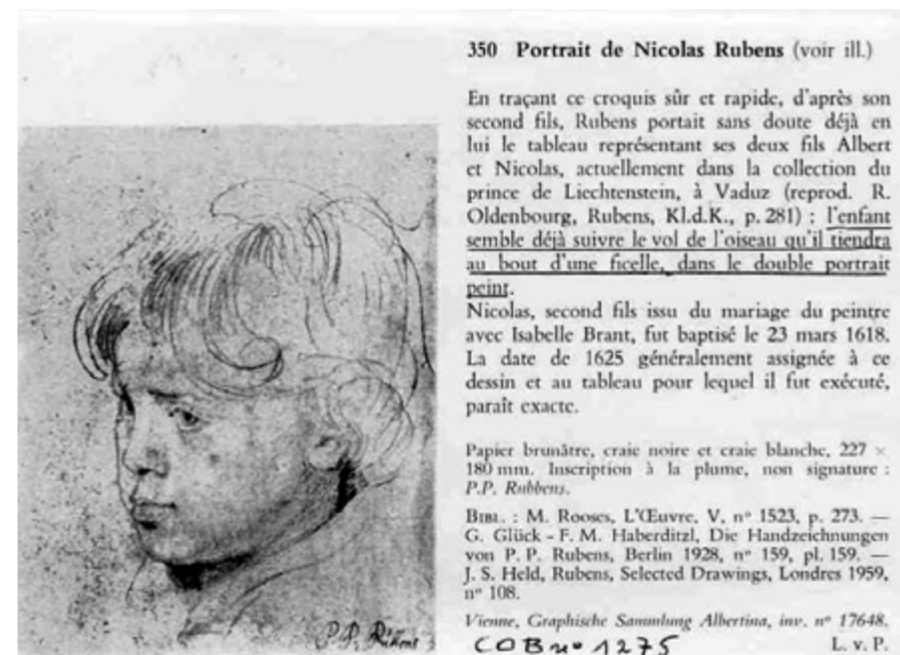 350 Portrait de Nicolas Rubens (voir ill.)
En traçant ce croquis sûr et rapide, d'après son
second fils, Rubens portait sans doute déjà en
lui le tableau représentant ses deux fils Albert
et Nicolas, actuellement dans la collection du
prince de Liechtenstein, à Vaduz (reprod. R.
Oldenbourg, Rubens, Kl.d.K., p. 281) : l'enfant
semble déjà suivre le vol de l'oiseau qu'il tiendra
au bout d'une ficelle, dans le double portrait
peint.
Nicolas, second fils issu du mariage du peintre
avec Isabelle Brant, fut baptisé le 23 mars 1618.
La date de 1625 généralement assignée à ce
dessin et au tableau pour lequel il fut exécuté,
paraît exacte.
Papier brunâtre, craie noire et craie blanche, 227 ×
180 mm. Inscription à la plume, non signature :
P.P. Rubbens.
BIBL. : M. Rooses, L'Œuvre, V, nº 1523, p. 273. —
G. Glück - F. M. Haberditzl, Die Handzeichnungen
von P. P. Rubens, Berlin 1928, nº 159, pl. 159. —
J. S. Held, Rubens, Selected Drawings, Londres 1959,
nº 108.
Vienne, Graphische Sammlung Albertina, inv. nº 17648.
COB nº 1275
L. v. P.
P. P.